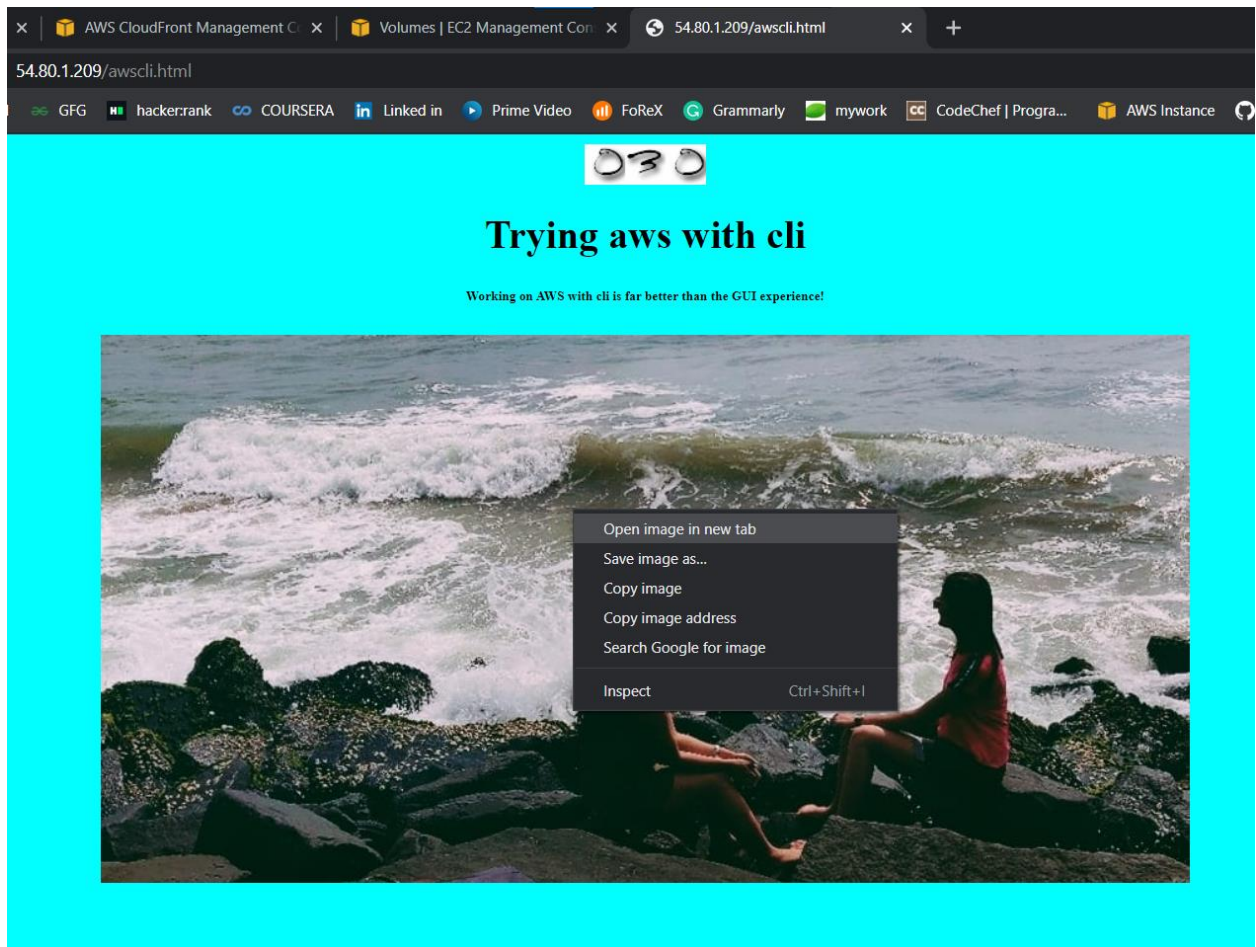 AWS CloudFront Management C Volumes | EC2 Management Con 54.80.1.209/awscli.html
54.80.1.209/awscli.html
GFG hacker:rank COURSERA Linked in Prime Video FoReX Grammarly mywork CC CodeChef | Progra... AWS Instance
030
Trying aws with cli
Working on AWS with cli is far better than the GUI experience!
Open image in new tab
Save image as...
Copy image
Copy image address
Search Google for image
Inspect Ctrl+Shift+I